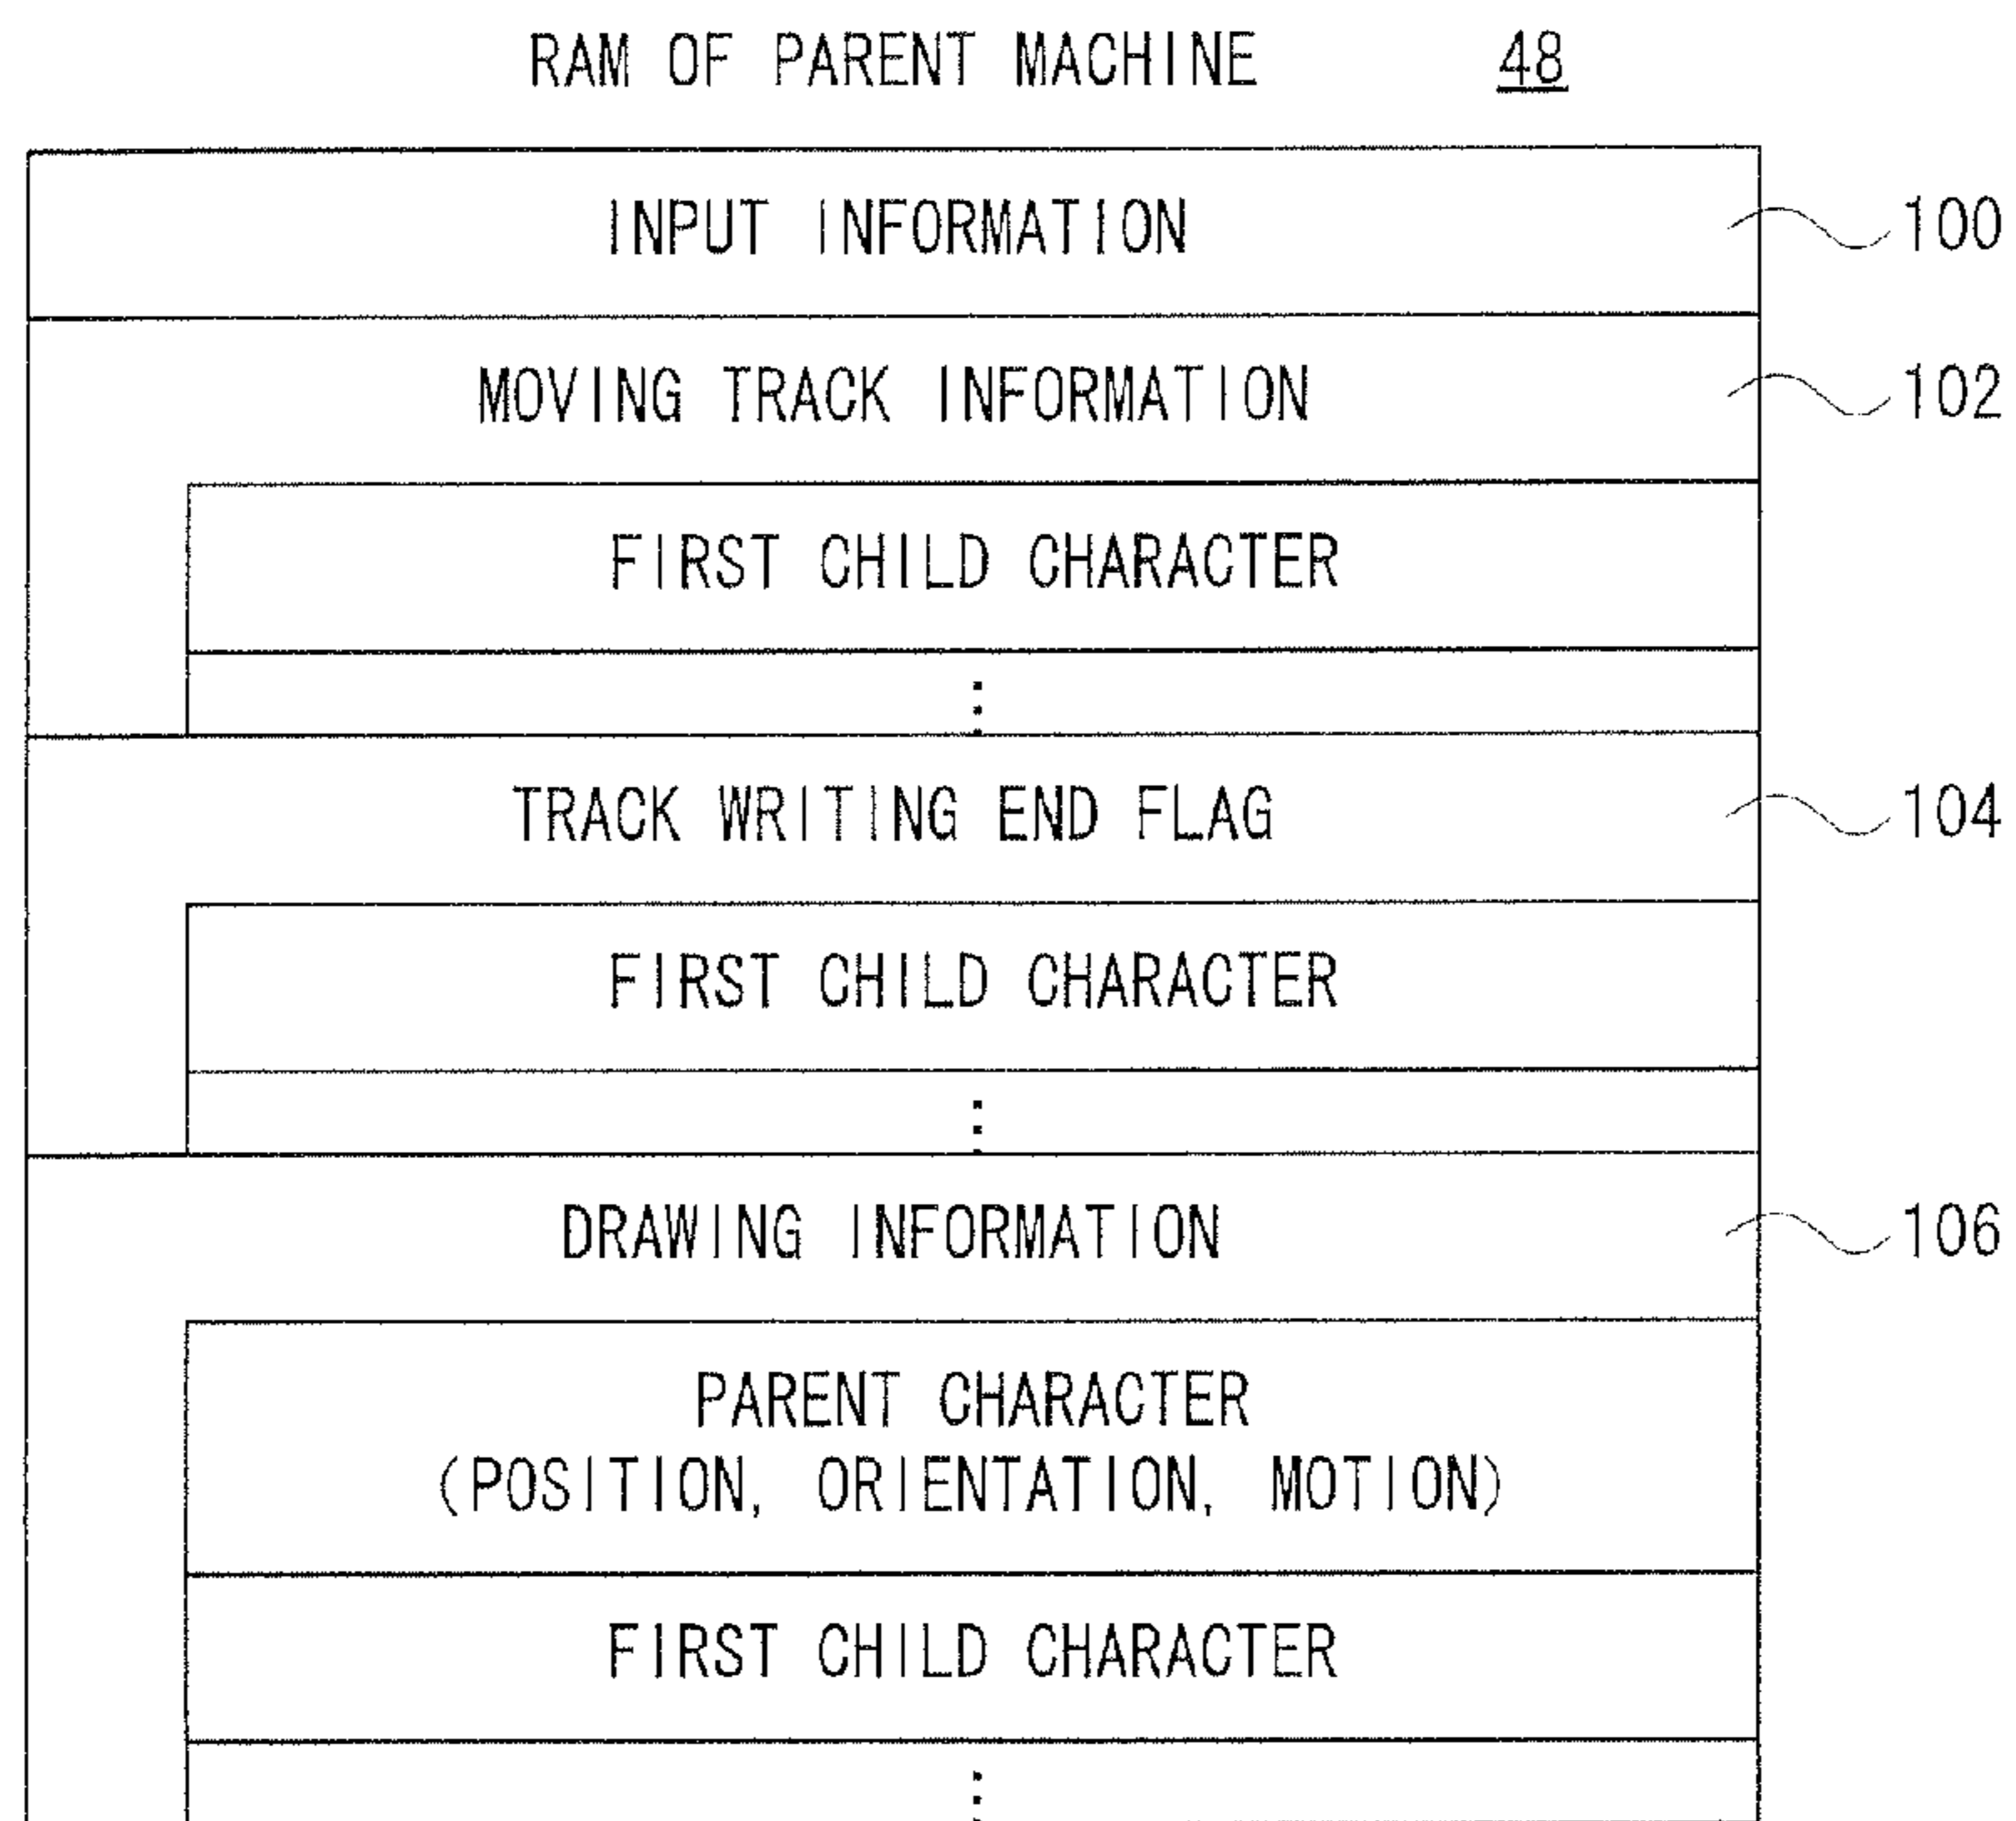 RAM OF PARENT MACHINE 48
INPUT INFORMATION 100
MOVING TRACK INFORMATION 102
FIRST CHILD CHARACTER
TRACK WRITING END FLAG 104
FIRST CHILD CHARACTER
DRAWING INFORMATION 106
PARENT CHARACTER
(POSITION, ORIENTATION, MOTION)
FIRST CHILD CHARACTER